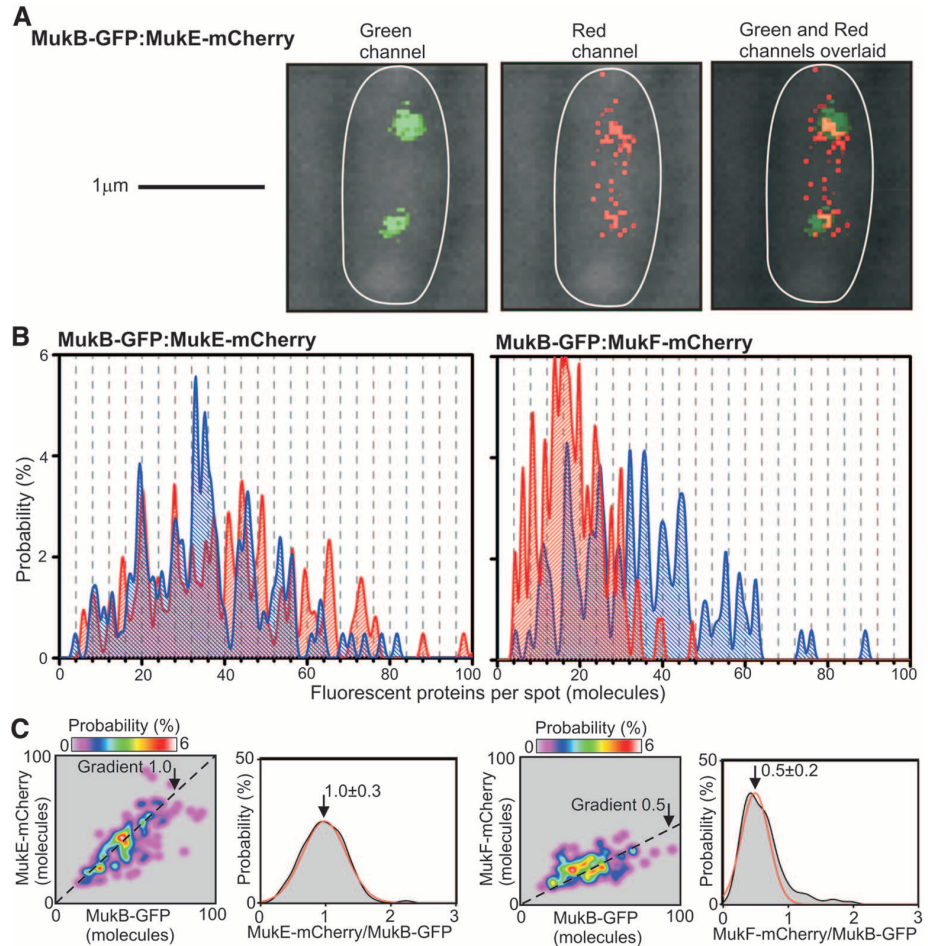 A
MukB-GFP:MukE-mCherry
Green
channel
Red
channel
Green and Red
channels overlaid
1μm
B
MukB-GFP:MukE-mCherry
MukB-GFP:MukF-mCherry
Probability (%)
6
4
2
0
0
20
40
60
80
100
0
20
40
60
80
100
Fluorescent proteins per spot (molecules)
C
Probability (%)
0
6
100
Gradient 1.0
MukE-mCherry
(molecules)
0
0
100
MukB-GFP
(molecules)
50
Probability (%)
0
1.0±0.3
0
1
2
3
MukE-mCherry/MukB-GFP
Probability (%)
0
6
100
Gradient 0.5
MukF-mCherry
(molecules)
0
0
100
MukB-GFP
(molecules)
50
Probability (%)
0
0.5±0.2
0
1
2
3
MukF-mCherry/MukB-GFP